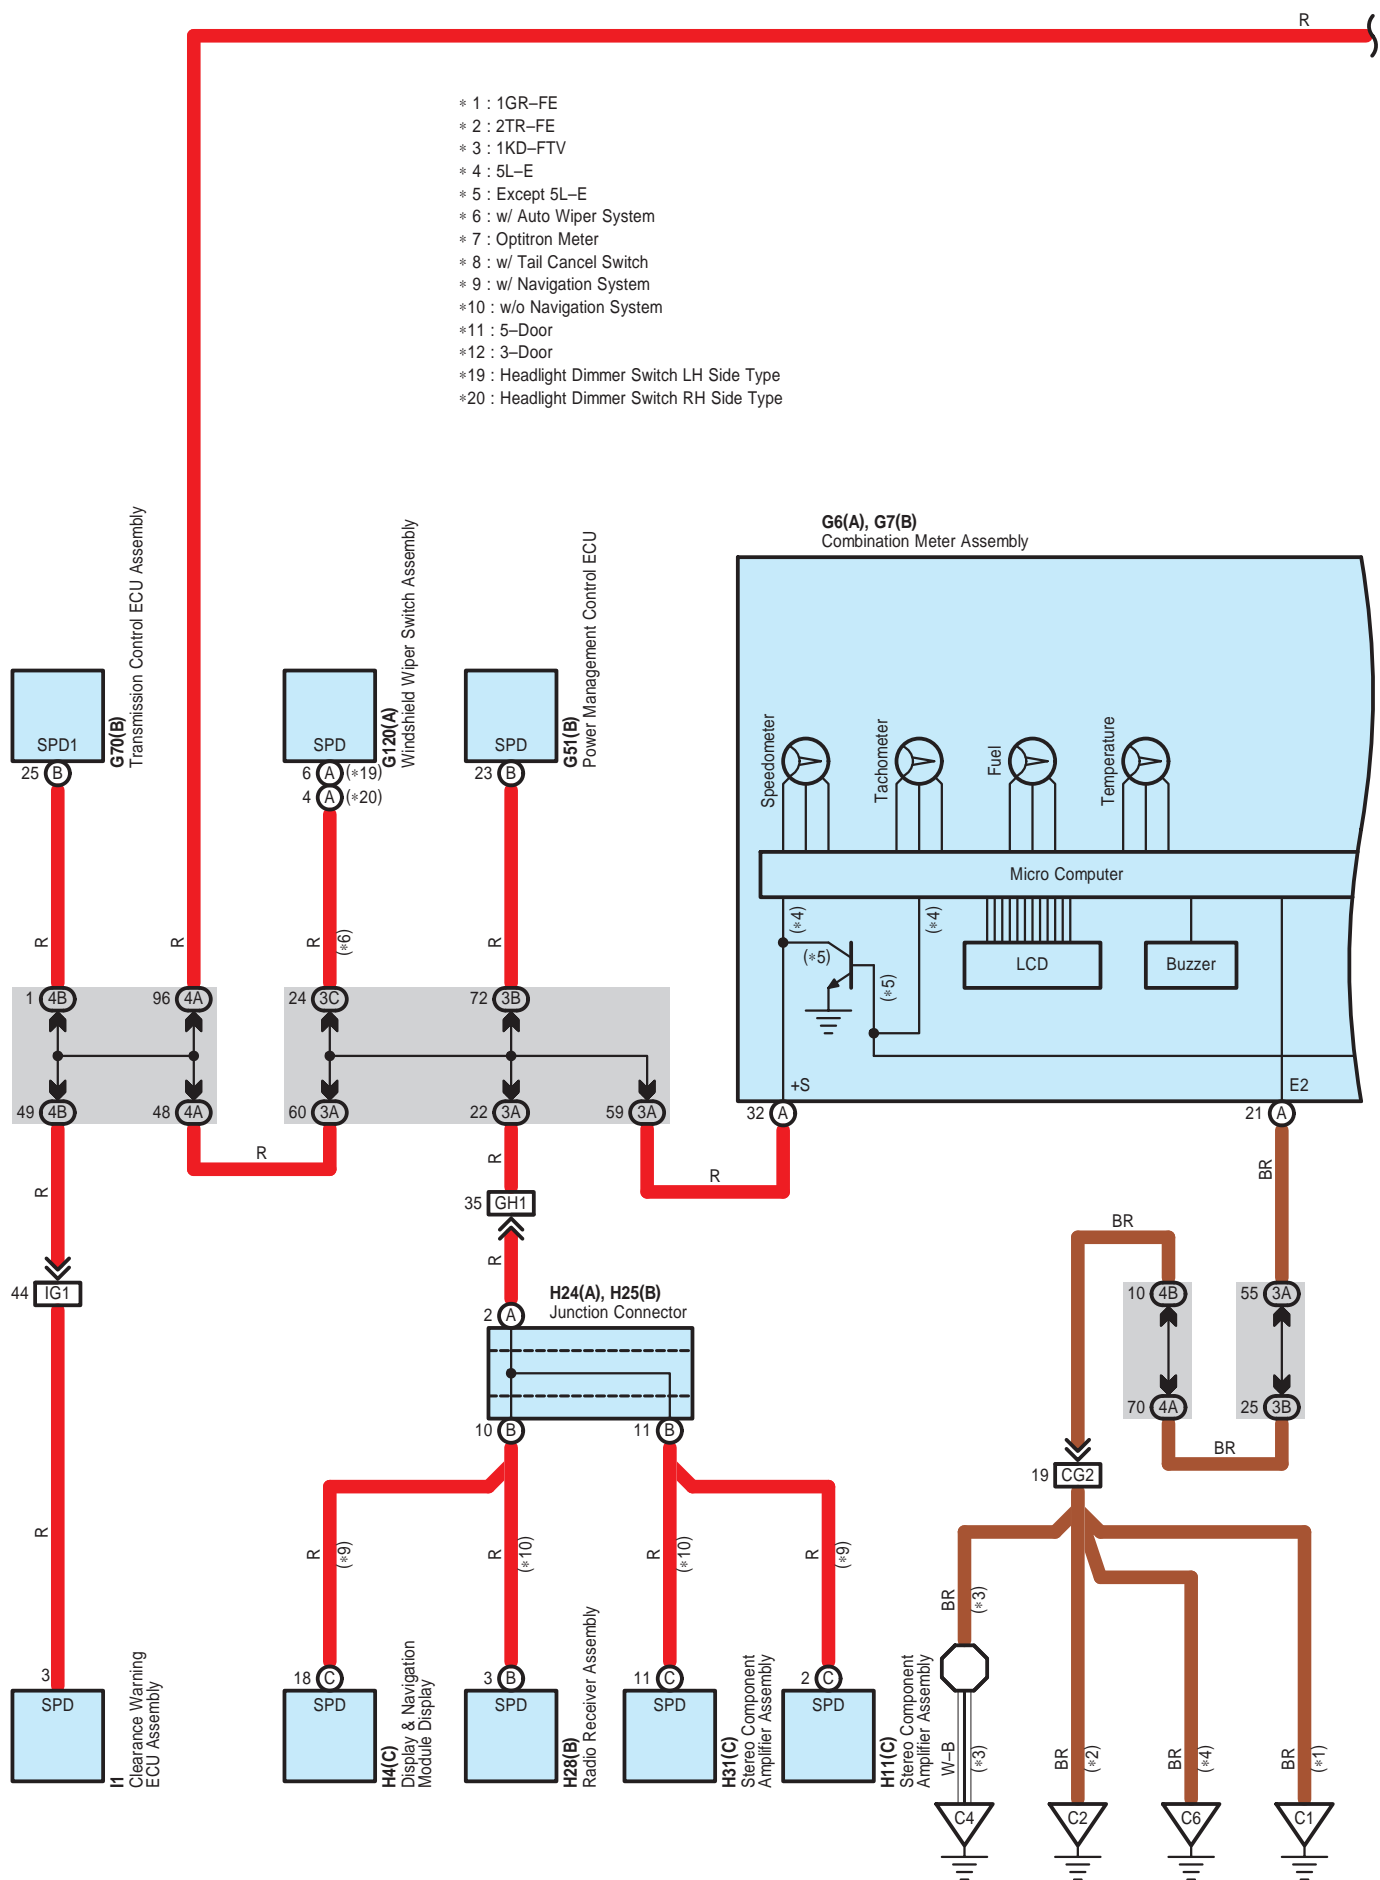 R
* 1 : 1GR–FE
* 2 : 2TR–FE
* 3 : 1KD–FTV
* 4 : 5L–E
* 5 : Except 5L–E
* 6 : w/ Auto Wiper System
* 7 : Optitron Meter
* 8 : w/ Tail Cancel Switch
* 9 : w/ Navigation System
*10 : w/o Navigation System
*11 : 5–Door
*12 : 3–Door
*19 : Headlight Dimmer Switch LH Side Type
*20 : Headlight Dimmer Switch RH Side Type
G70(B)
Transmission Control ECU Assembly
G120(A)
Windshield Wiper Switch Assembly
G51(B)
Power Management Control ECU
G6(A), G7(B)
Combination Meter Assembly
SPD1
SPD
SPD
25 B
6 A (*19)
4 A (*20)
23 B
Speedometer
Tachometer
Fuel
Temperature
Micro Computer
(*4)
(*4)
(*5)
(*5)
LCD
Buzzer
R
R
R
(*6)
R
1 4B
96 4A
24 3C
72 3B
49 4B
48 4A
60 3A
22 3A
59 3A
+S
E2
32 A
21 A
R
R
R
R
BR
35 GH1
R
BR
44 IG1
H24(A), H25(B)
Junction Connector
2 A
10 4B
55 3A
70 4A
25 3B
BR
10 B
11 B
19 CG2
R
R
(*9)
R
(*10)
R
(*10)
R
(*9)
BR
(*3)
3
18 C
3 B
11 C
2 C
SPD
SPD
SPD
SPD
SPD
I1
Clearance Warning
ECU Assembly
H4(C)
Display & Navigation
Module Display
H28(B)
Radio Receiver Assembly
H31(C)
Stereo Component
Amplifier Assembly
H11(C)
Stereo Component
Amplifier Assembly
W–B
(*3)
BR
(*2)
BR
(*4)
BR
(*1)
C4
C2
C6
C1